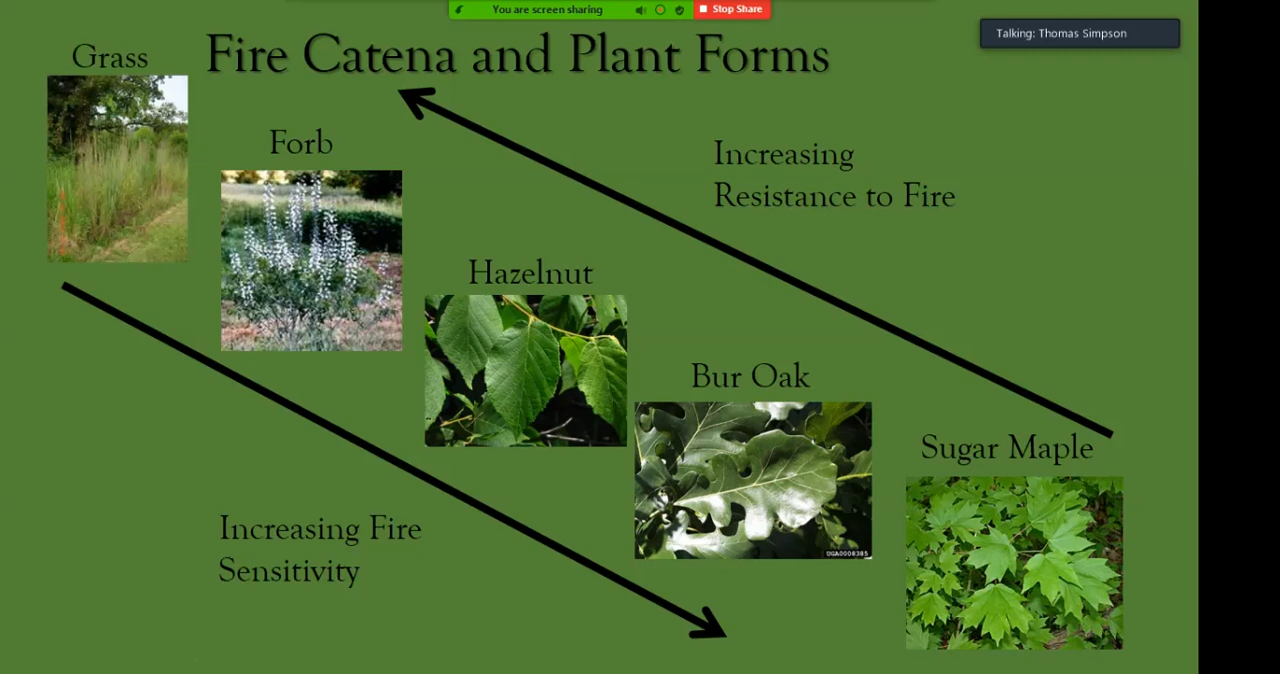 You are screen sharing
Stop Share
Talking: Thomas Simpson
Fire Catena and Plant Forms
Grass
Forb
Increasing
Resistance to Fire
Hazelnut
Bur Oak
Sugar Maple
Increasing Fire
Sensitivity
UGA0008385